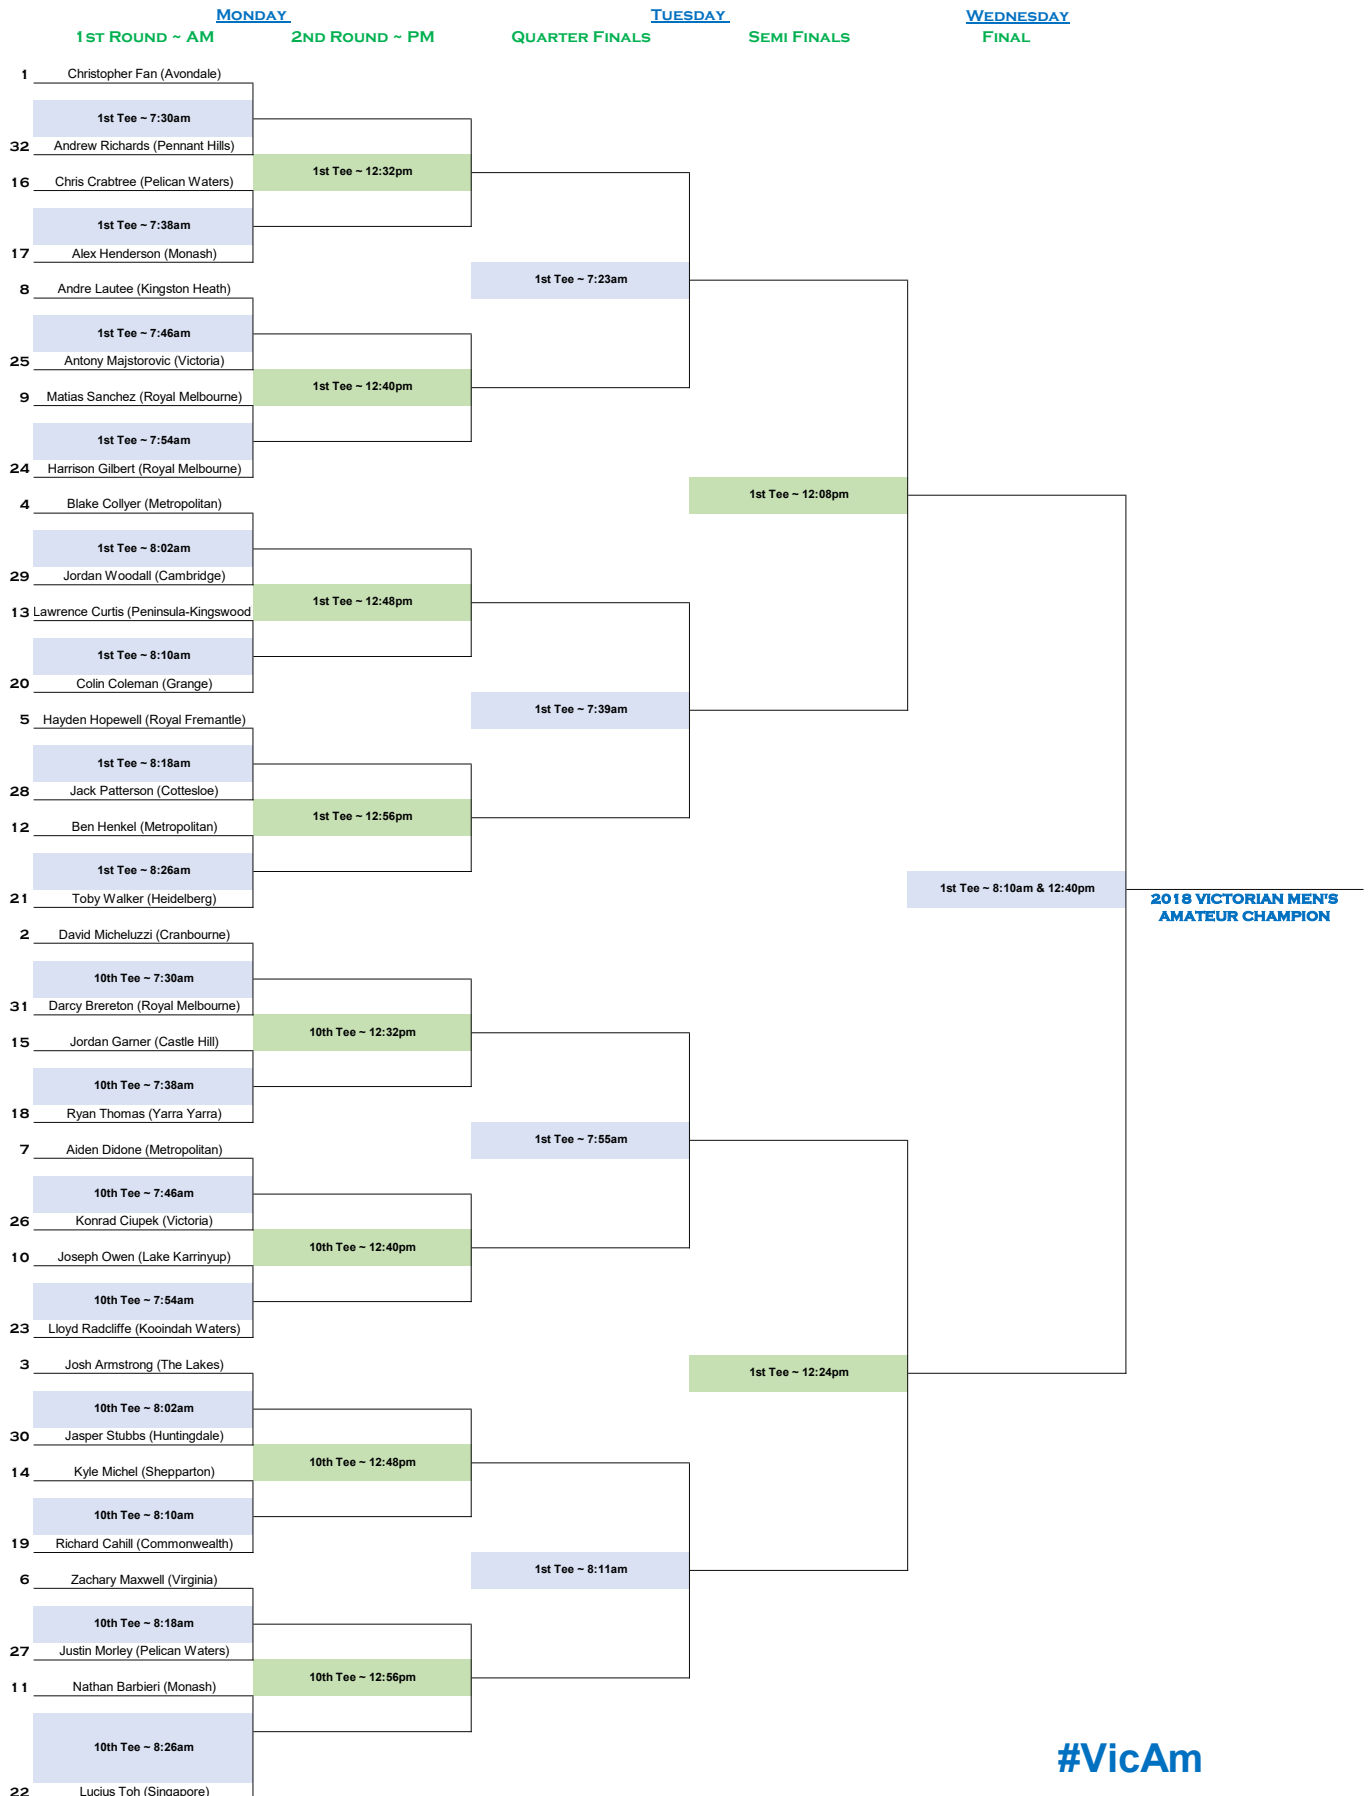 MONDAY
TUESDAY
WEDNESDAY
1ST ROUND ~ AM
2ND ROUND ~ PM
QUARTER FINALS
SEMI FINALS
FINAL
1 Christopher Fan (Avondale)
1st Tee ~ 7:30am
32 Andrew Richards (Pennant Hills)
1st Tee ~ 12:32pm
16 Chris Crabtree (Pelican Waters)
1st Tee ~ 7:38am
17 Alex Henderson (Monash)
1st Tee ~ 7:23am
8 Andre Lautee (Kingston Heath)
1st Tee ~ 7:46am
25 Antony Majstorovic (Victoria)
1st Tee ~ 12:40pm
9 Matias Sanchez (Royal Melbourne)
1st Tee ~ 7:54am
24 Harrison Gilbert (Royal Melbourne)
1st Tee ~ 12:08pm
4 Blake Collyer (Metropolitan)
1st Tee ~ 8:02am
29 Jordan Woodall (Cambridge)
1st Tee ~ 12:48pm
13 Lawrence Curtis (Peninsula-Kingswood
1st Tee ~ 8:10am
20 Colin Coleman (Grange)
1st Tee ~ 7:39am
5 Hayden Hopewell (Royal Fremantle)
1st Tee ~ 8:18am
28 Jack Patterson (Cottesloe)
1st Tee ~ 12:56pm
12 Ben Henkel (Metropolitan)
1st Tee ~ 8:26am
21 Toby Walker (Heidelberg)
1st Tee ~ 8:10am & 12:40pm
2018 VICTORIAN MEN'S
AMATEUR CHAMPION
2 David Micheluzzi (Cranbourne)
10th Tee ~ 7:30am
31 Darcy Brereton (Royal Melbourne)
10th Tee ~ 12:32pm
15 Jordan Garner (Castle Hill)
10th Tee ~ 7:38am
18 Ryan Thomas (Yarra Yarra)
1st Tee ~ 7:55am
7 Aiden Didone (Metropolitan)
10th Tee ~ 7:46am
26 Konrad Ciupek (Victoria)
10th Tee ~ 12:40pm
10 Joseph Owen (Lake Karrinyup)
10th Tee ~ 7:54am
23 Lloyd Radcliffe (Kooindah Waters)
3 Josh Armstrong (The Lakes)
1st Tee ~ 12:24pm
10th Tee ~ 8:02am
30 Jasper Stubbs (Huntingdale)
10th Tee ~ 12:48pm
14 Kyle Michel (Shepparton)
10th Tee ~ 8:10am
19 Richard Cahill (Commonwealth)
1st Tee ~ 8:11am
6 Zachary Maxwell (Virginia)
10th Tee ~ 8:18am
27 Justin Morley (Pelican Waters)
10th Tee ~ 12:56pm
11 Nathan Barbieri (Monash)
10th Tee ~ 8:26am
22 Lucius Toh (Singapore)
#VicAm